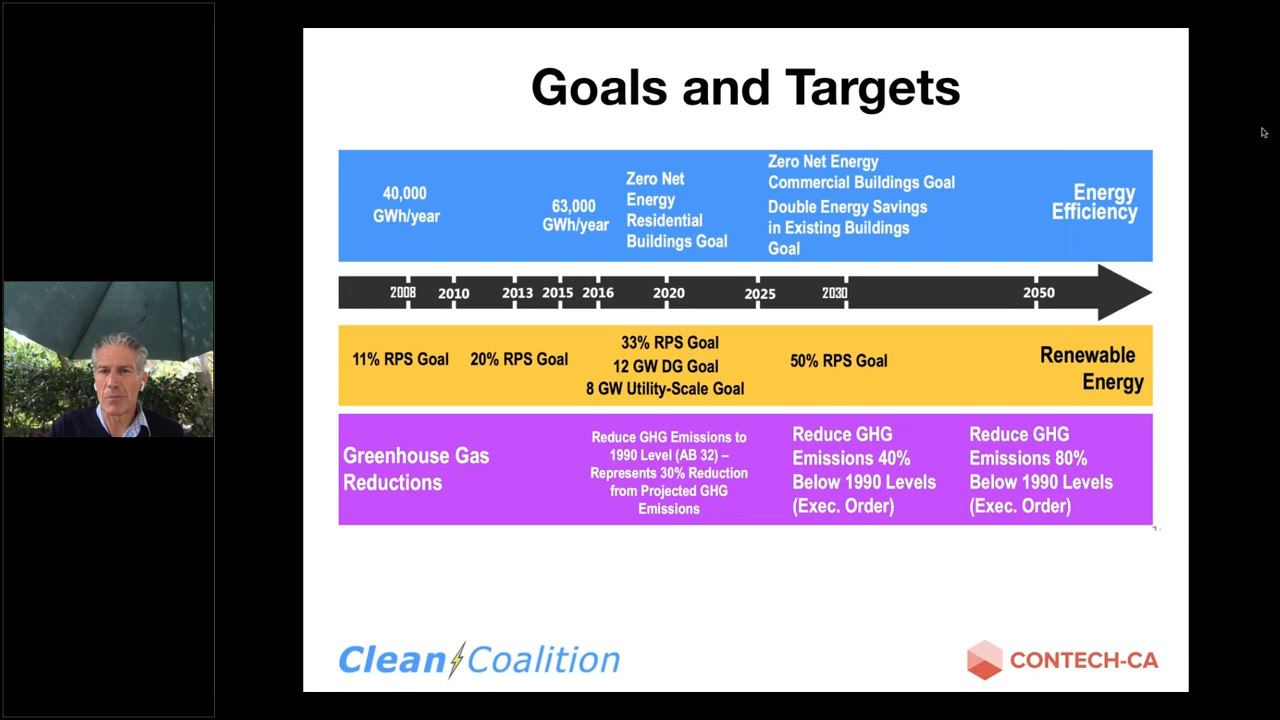 Goals and Targets
40,000
GWh/year
63,000
GWh/year
Zero Net
Energy
Residential
Buildings Goal
Zero Net Energy
Commercial Buildings Goal
Double Energy Savings
in Existing Buildings
Goal
Energy
Efficiency
2008 2010 2013 2015 2016 2020 2025 2030 2050
11% RPS Goal
20% RPS Goal
33% RPS Goal
12 GW DG Goal
8 GW Utility-Scale Goal
50% RPS Goal
Renewable
Energy
Greenhouse Gas
Reductions
Reduce GHG Emissions to
1990 Level (AB 32) –
Represents 30% Reduction
from Projected GHG
Emissions
Reduce GHG
Emissions 40%
Below 1990 Levels
(Exec. Order)
Reduce GHG
Emissions 80%
Below 1990 Levels
(Exec. Order)
Clean Coalition
CONTECH-CA